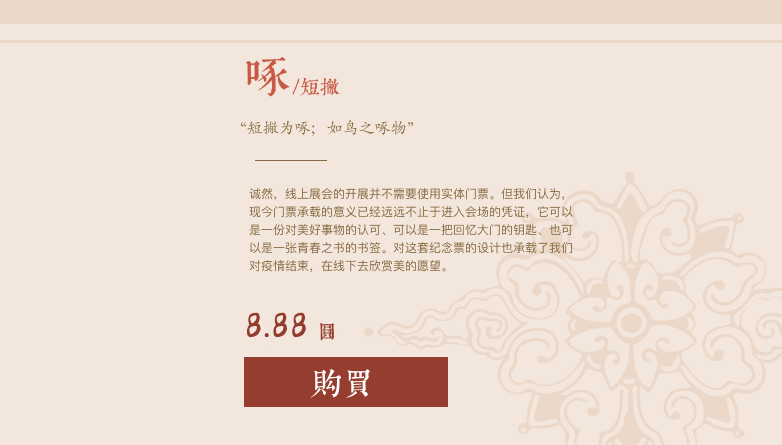 啄/短撇
“短撇为啄；如鸟之啄物”
诚然，线上展会的开展并不需要使用实体门票。但我们认为，
现今门票承载的意义已经远远不止于进入会场的凭证，它可以
是一份对美好事物的认可、可以是一把回忆大门的钥匙、也可
以是一张青春之书的书签。对这套纪念票的设计也承载了我们
对疫情结束，在线下去欣赏美的愿望。
8.88 圓
購買